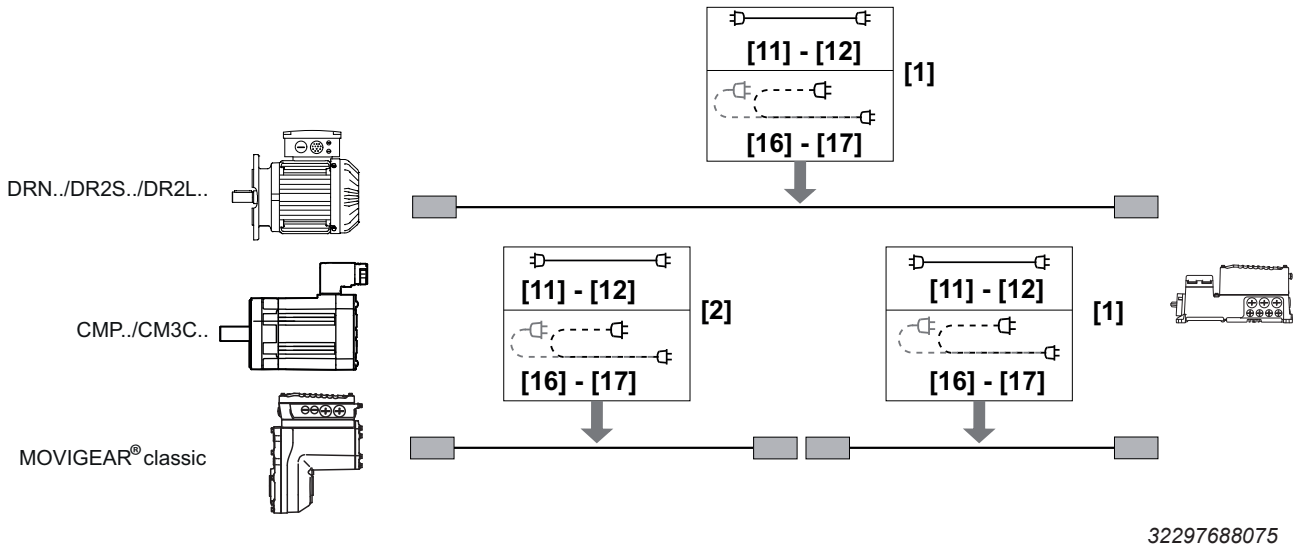 [11] - [12]
[1]
[16] - [17]
DRN../DR2S../DR2L..
[11] - [12]
[2]
[11] - [12]
[1]
CMP../CM3C..
[16] - [17]
[16] - [17]
MOVIGEAR® classic
32297688075